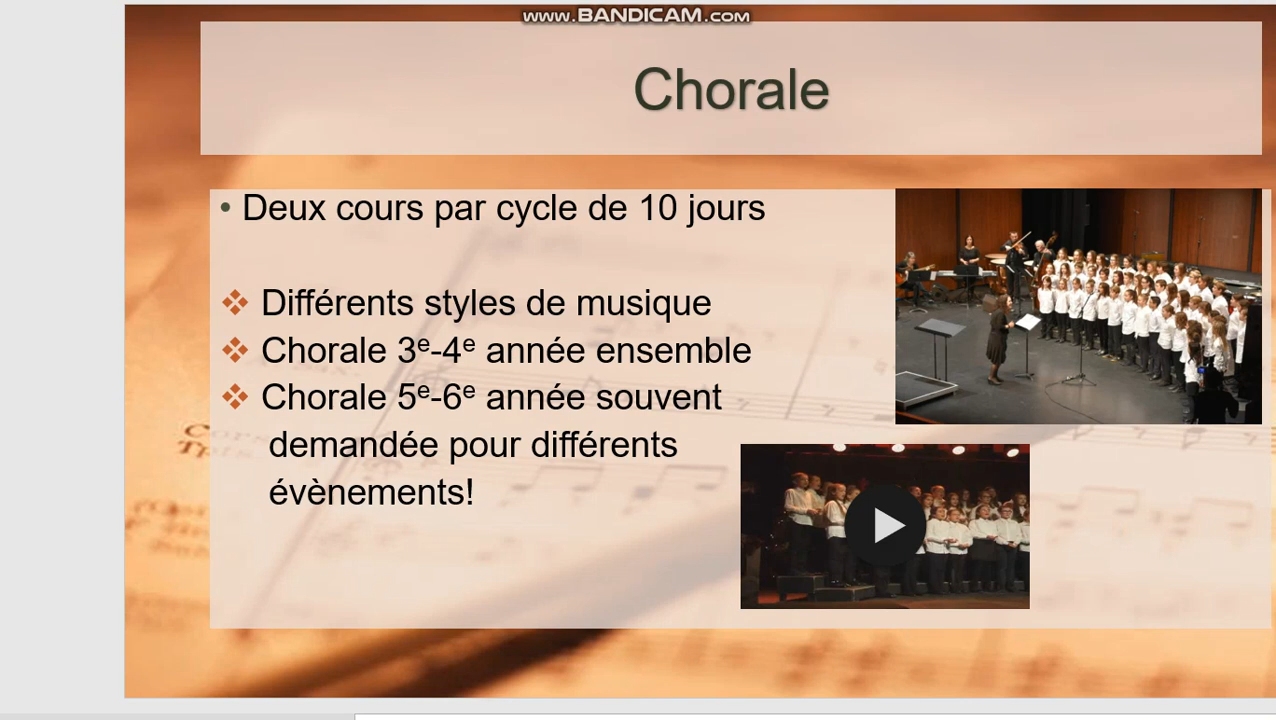 www.BANDICAM.com
Chorale
• Deux cours par cycle de 10 jours
❖ Différents styles de musique
❖ Chorale 3e-4e année ensemble
❖ Chorale 5e-6e année souvent
demandée pour différents
évènements!